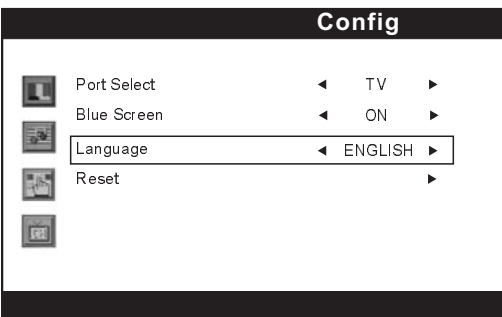 Config
Port Select ◄ TV ►
Blue Screen ◄ ON ►
Language ◄ ENGLISH ►
Reset ►